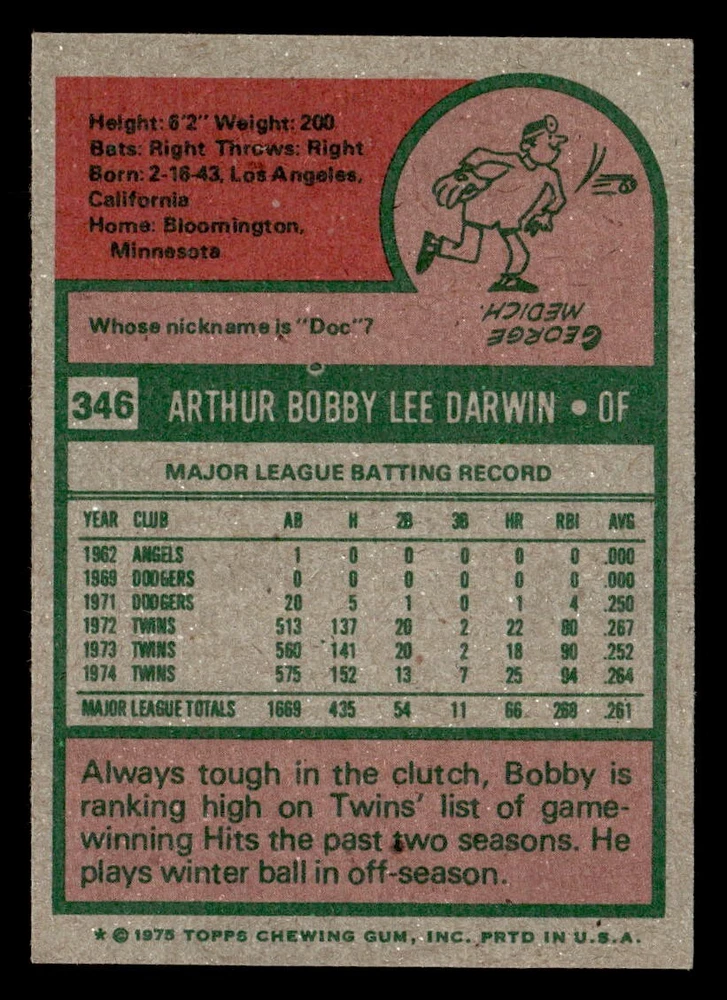 Height: 6'2" Weight: 200
Bats: Right Throws: Right
Born: 2-16-43, Los Angeles,
California
Home: Bloomington,
Minnesota
Whose nickname is "Doc"?
GEORGE
MEDICH.
346 ARTHUR BOBBY LEE DARWIN • OF
MAJOR LEAGUE BATTING RECORD
YEAR CLUB AB H 2B 3B HR RBI AVG
1962 ANGELS 1 0 0 0 0 0 .000
1969 DODGERS 0 0 0 0 0 0 .000
1971 DODGERS 20 5 1 0 1 4 .250
1972 TWINS 513 137 20 2 22 80 .267
1973 TWINS 560 141 20 2 18 90 .252
1974 TWINS 575 152 13 7 25 94 .264
MAJOR LEAGUE TOTALS 1669 435 54 11 66 268 .261
Always tough in the clutch, Bobby is
ranking high on Twins' list of game-
winning Hits the past two seasons. He
plays winter ball in off-season.
* © 1975 TOPPS CHEWING GUM, INC. PRTD IN U.S.A.